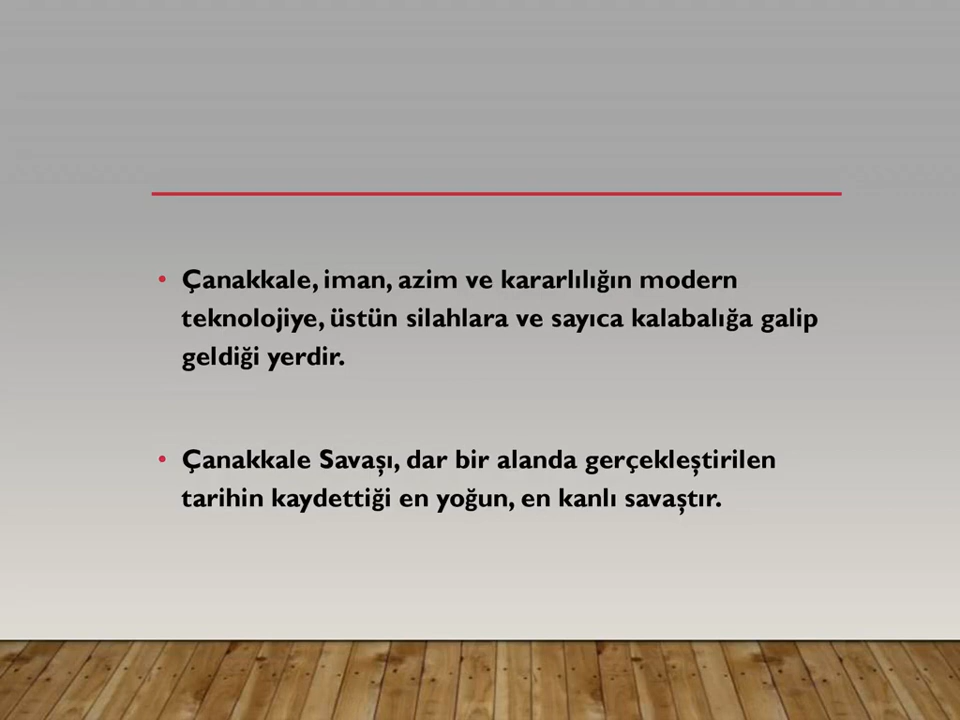 • Çanakkale, iman, azim ve kararlılığın modern
teknolojiye, üstün silahlara ve sayıca kalabalığa galip
geldiği yerdir.
• Çanakkale Savaşı, dar bir alanda gerçekleştirilen
tarihin kaydettiği en yoğun, en kanlı savaştır.